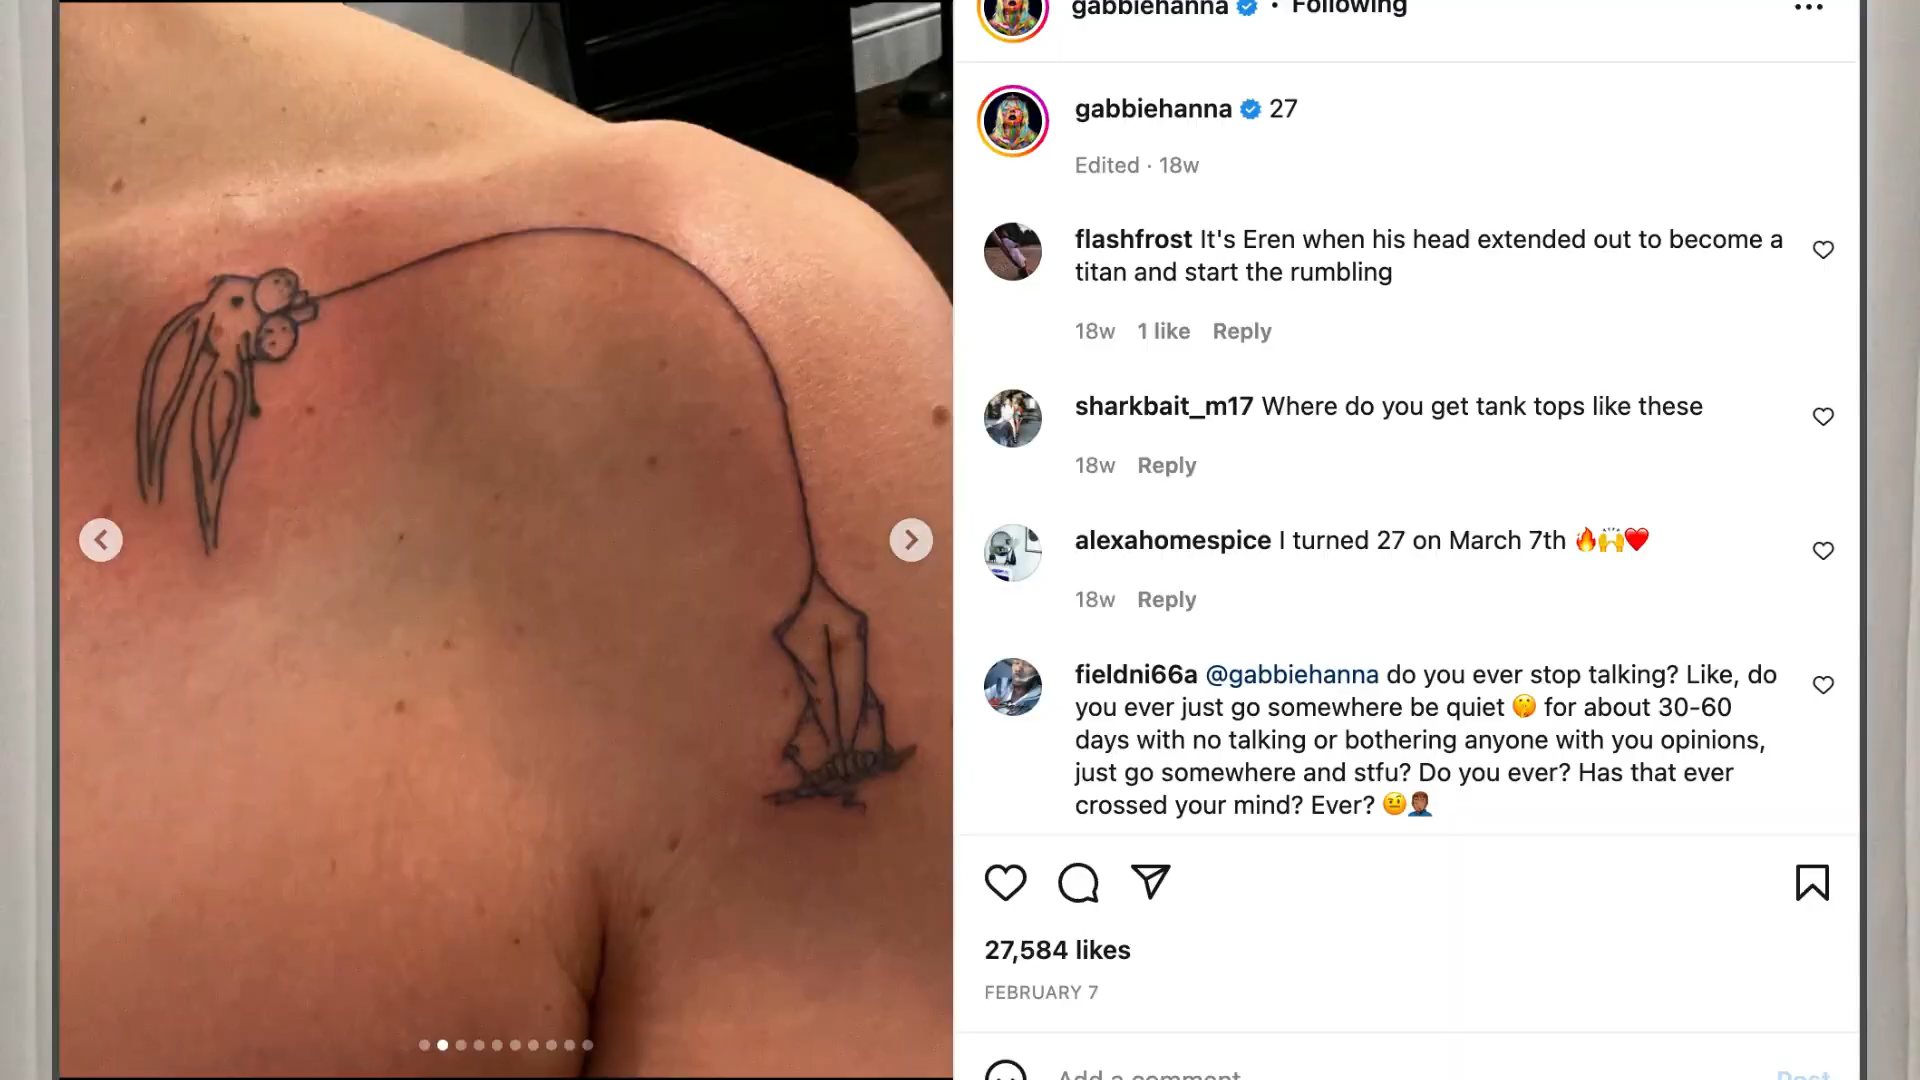 gabbiehanna • Following
gabbiehanna 27
Edited · 18w
flashfrost It's Eren when his head extended out to become a
titan and start the rumbling
18w 1 like Reply
sharkbait_m17 Where do you get tank tops like these
18w Reply
alexahomespice I turned 27 on March 7th 🔥🙌❤️
18w Reply
fieldni66a @gabbiehanna do you ever stop talking? Like, do
you ever just go somewhere be quiet 🤫 for about 30-60
days with no talking or bothering anyone with you opinions,
just go somewhere and stfu? Do you ever? Has that ever
crossed your mind? Ever? 🤨🤦🏾‍♂️
27,584 likes
FEBRUARY 7
Add a comment
Post